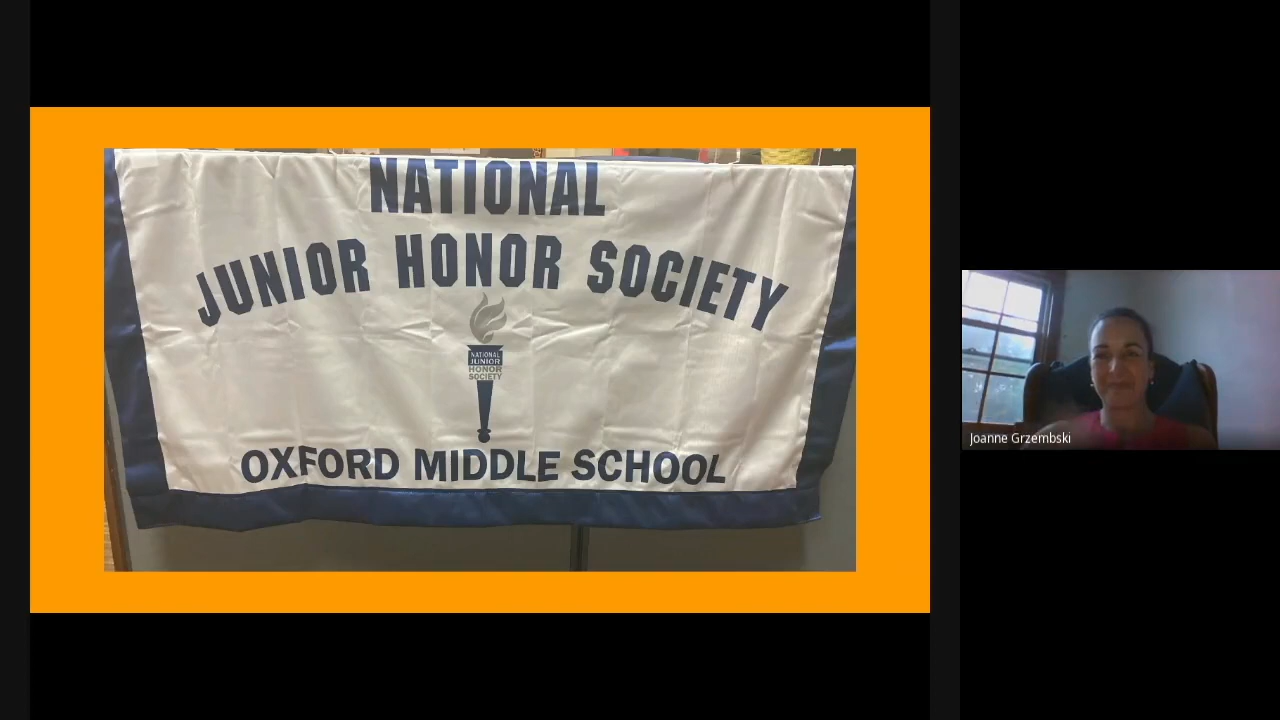 NATIONAL
JUNIOR HONOR SOCIETY
NATIONAL
JUNIOR
HONOR
SOCIETY
OXFORD MIDDLE SCHOOL
Joanne Grzembski